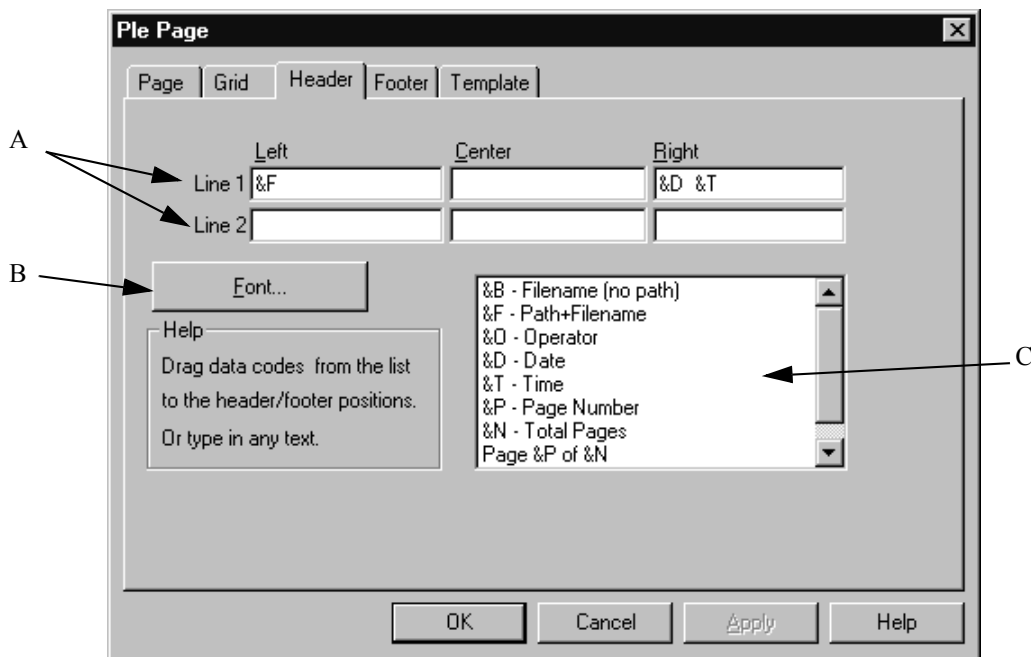 Ple Page
Page Grid Header Footer Template
A
Left Center Right
Line 1 &F &D &T
Line 2
B
Font...
Help
Drag data codes from the list
to the header/footer positions.
Or type in any text.
&B - Filename (no path)
&F - Path+Filename
&O - Operator
&D - Date
&T - Time
&P - Page Number
&N - Total Pages
Page &P of &N
C
OK Cancel Apply Help